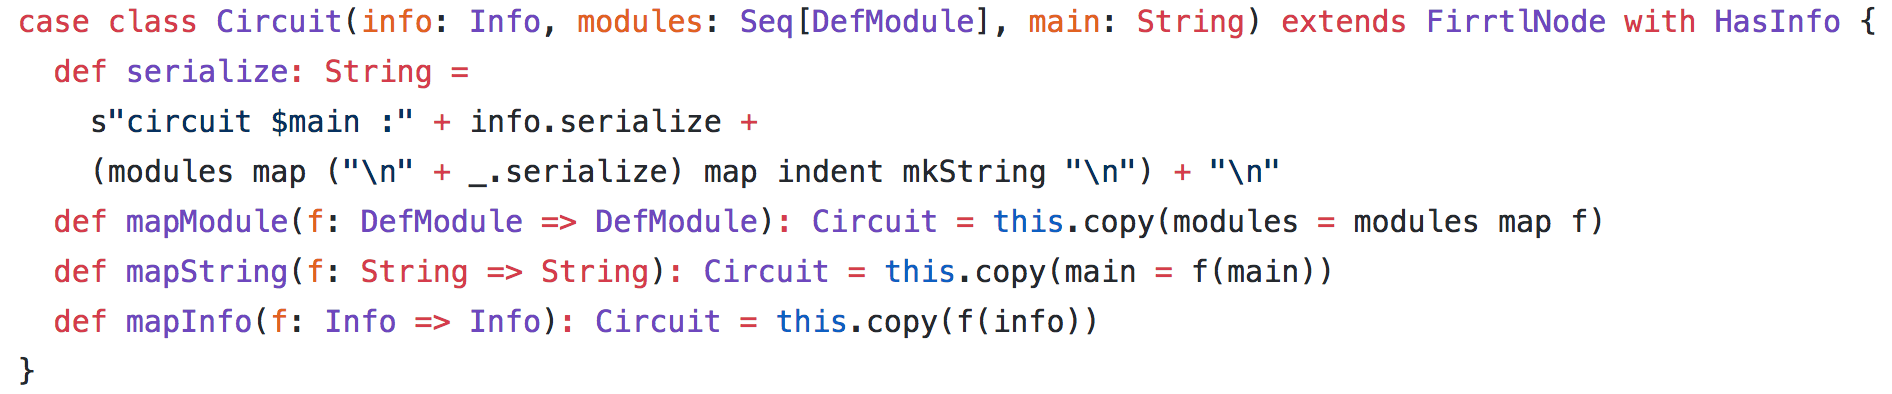 case class Circuit(info: Info, modules: Seq[DefModule], main: String) extends FirrtlNode with HasInfo {
  def serialize: String =
    s"circuit $main :" + info.serialize +
    (modules map ("\n" + _.serialize) map indent mkString "\n") + "\n"
  def mapModule(f: DefModule => DefModule): Circuit = this.copy(modules = modules map f)
  def mapString(f: String => String): Circuit = this.copy(main = f(main))
  def mapInfo(f: Info => Info): Circuit = this.copy(f(info))
}